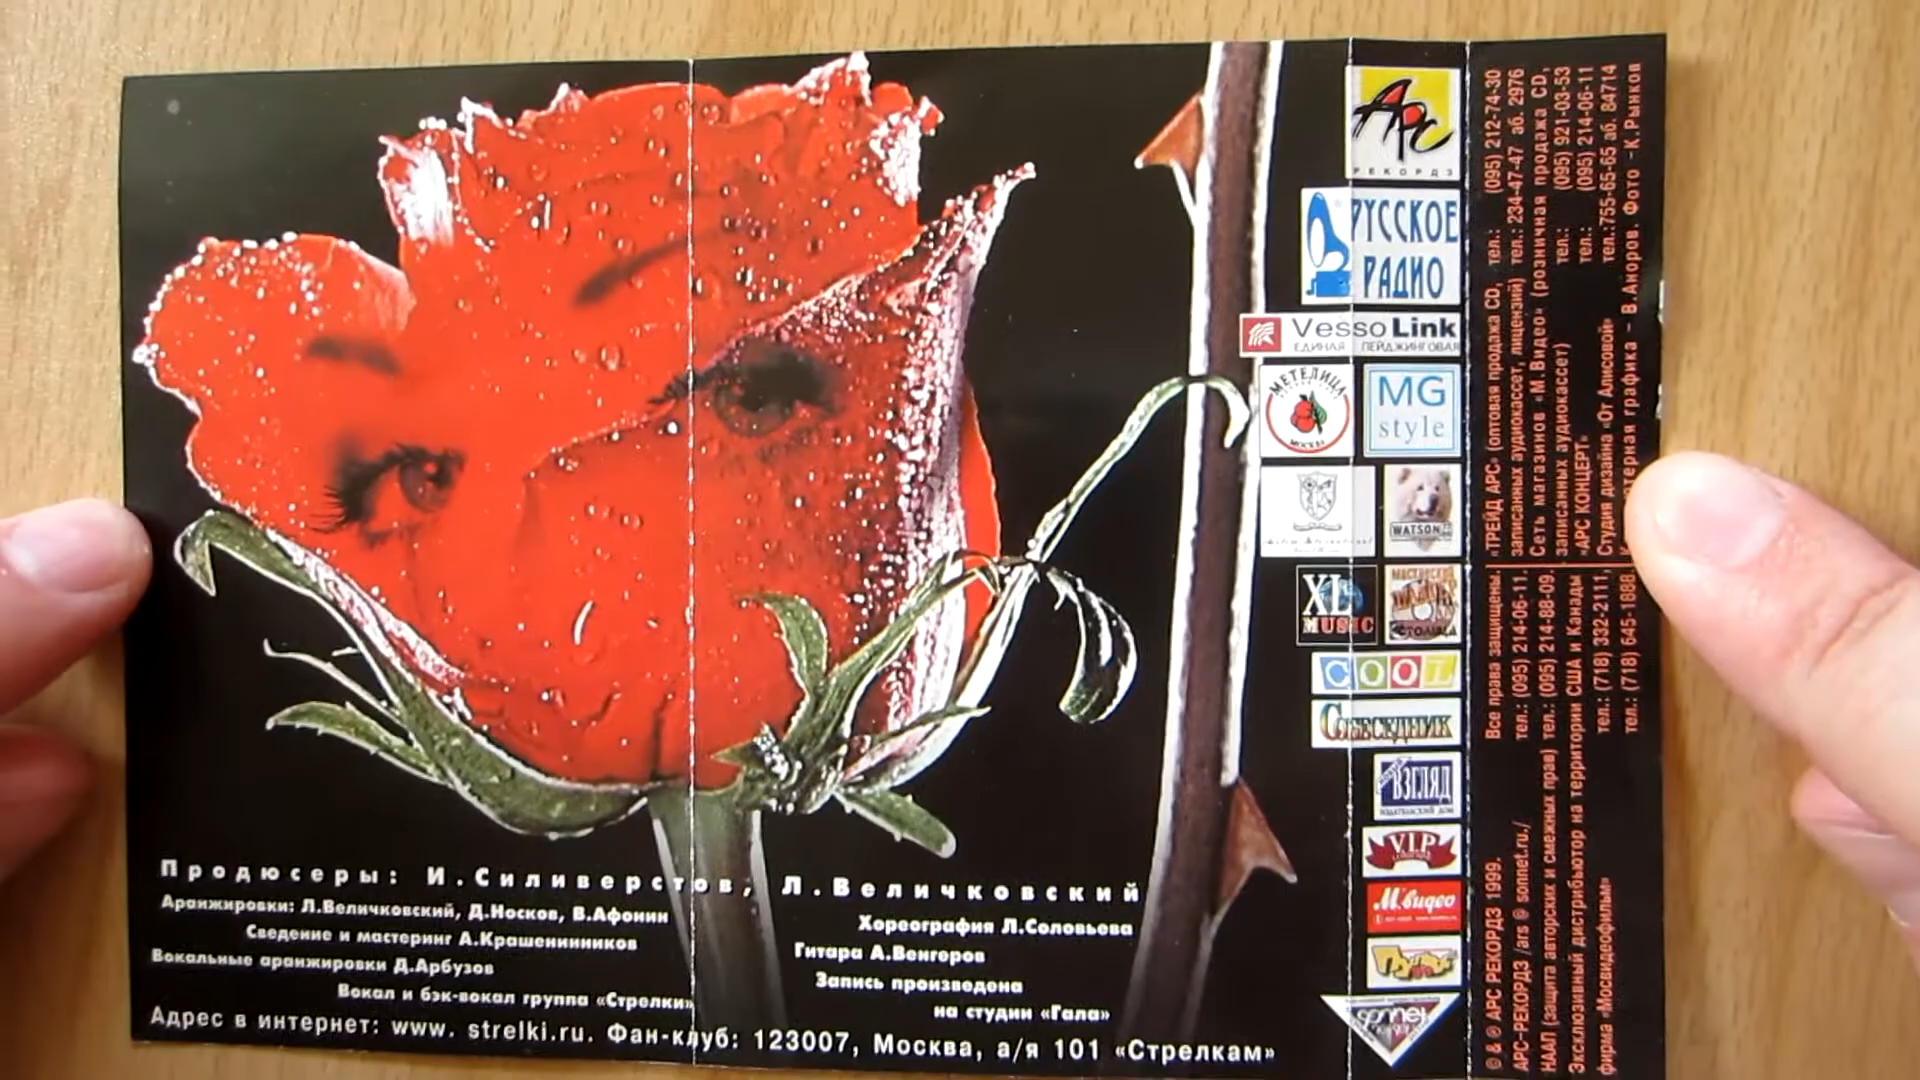 Продюсеры: И.Силиверстов, Л.Величковский
Аранжировки: Л.Величковский, Д.Носков, В.Афонин
Сведение и мастеринг А.Крашенинников
Вокальные аранжировки Д.Арбузов
Вокал и бэк-вокал группа «Стрелки»
Хореография Л.Соловьева
Гитара А.Венгеров
Запись произведена
на студии «Гала»
Адрес в интернет: www. strelki.ru. Фан-клуб: 123007, Москва, а/я 101 «Стрелкам»
АРС
РЕКОРДЗ
РУССКОЕ
РАДИО
Vesso Link
ЕДИНАЯ ПЕЙДЖИНГОВАЯ
МЕТЕЛИЦА
МОСКВА
MG
style
WATSON
XL
MUSIC
СТОЛИЦА
COOL
Собеседник
ВЗГЛЯД
ИЗДАТЕЛЬСКИЙ ДОМ
V.I.P
М.видео
sonnet
«ТРЕЙД АРС» (оптовая продажа CD, тел.: (095) 212-74-30
записанных аудиокассет, лицензий) тел.: 234-47-47 аб. 2976
Сеть магазинов «М.Видео» (розничная продажа CD,
записанных аудиокассет) тел.: (095) 921-03-53
«АРС КОНЦЕРТ» тел.: (095) 214-06-11
Студия дизайна «От Алисовой» тел.:755-65-65 аб. 84714
графика – В.Аноров. Фото -К.Рынков
© & ℗ АРС РЕКОРДЗ 1999. Все права защищены.
АРС–РЕКОРДЗ /ars @ sonnet.ru./ тел.: (095) 214-06-11,
НААП (защита авторских и смежных прав) тел.: (095) 214-88-09.
Эксклюзивный дистрибьютор на территории США и Канады
фирма «Мосвидеофильм» тел.: (718) 332-2111,
тел.: (718) 645-1888